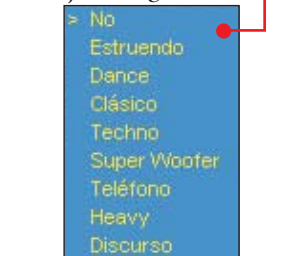 > No
Estruendo
Dance
Clásico
Techno
Super Woofer
Teléfono
Heavy
Discurso